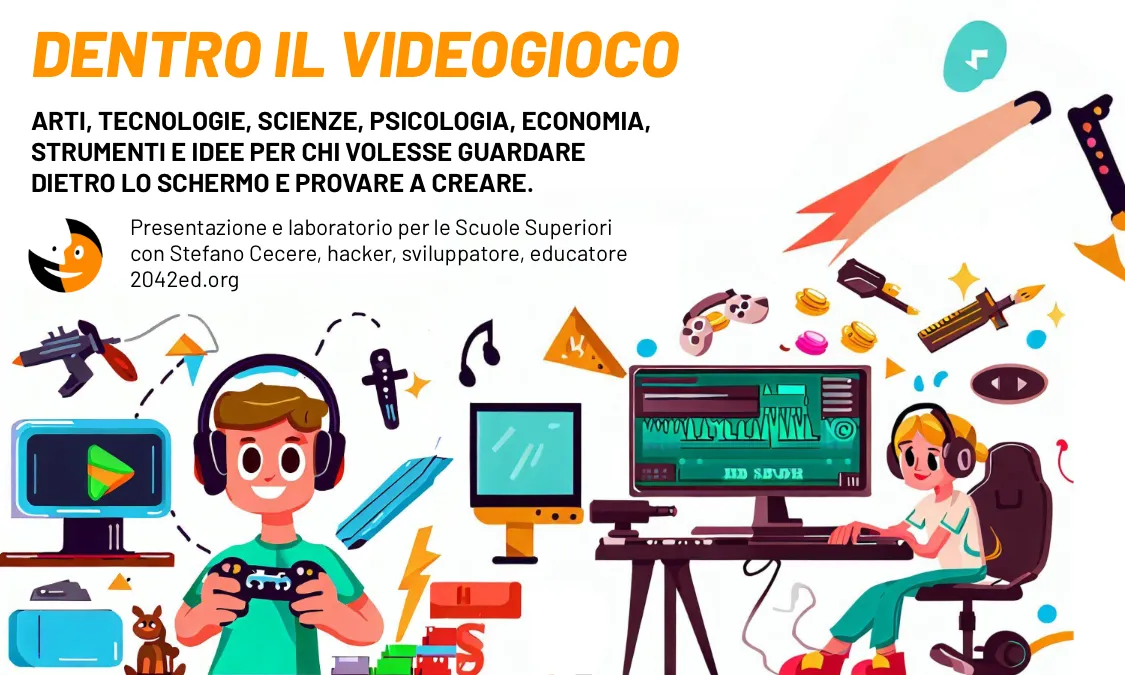 DENTRO IL VIDEOGIOCO
ARTI, TECNOLOGIE, SCIENZE, PSICOLOGIA, ECONOMIA,
STRUMENTI E IDEE PER CHI VOLESSE GUARDARE
DIETRO LO SCHERMO E PROVARE A CREARE.
Presentazione e laboratorio per le Scuole Superiori
con Stefano Cecere, hacker, sviluppatore, educatore
2042ed.org